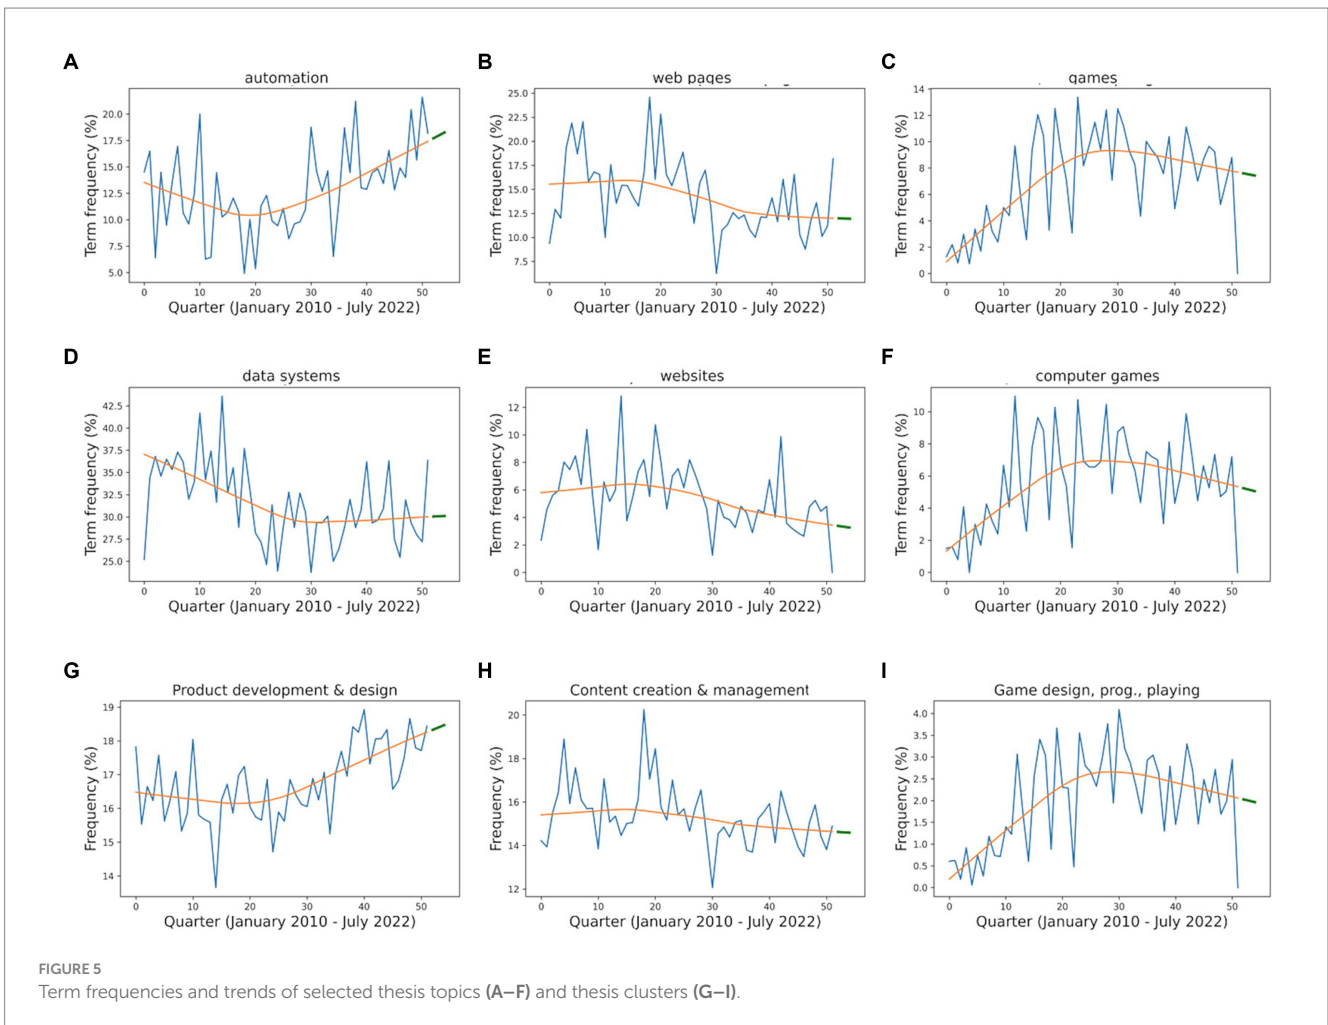 A
automation
Term frequency (%)
20.0
17.5
15.0
12.5
10.0
7.5
5.0
0 10 20 30 40 50
Quarter (January 2010 - July 2022)
B
web pages
Term frequency (%)
25.0
22.5
20.0
17.5
15.0
12.5
10.0
7.5
0 10 20 30 40 50
Quarter (January 2010 - July 2022)
C
games
Term frequency (%)
14
12
10
8
6
4
2
0
0 10 20 30 40 50
Quarter (January 2010 - July 2022)
D
data systems
Term frequency (%)
42.5
40.0
37.5
35.0
32.5
30.0
27.5
25.0
0 10 20 30 40 50
Quarter (January 2010 - July 2022)
E
websites
Term frequency (%)
12
10
8
6
4
2
0
0 10 20 30 40 50
Quarter (January 2010 - July 2022)
F
computer games
Term frequency (%)
10
8
6
4
2
0
0 10 20 30 40 50
Quarter (January 2010 - July 2022)
G
Product development & design
Frequency (%)
19
18
17
16
15
14
0 10 20 30 40 50
Quarter (January 2010 - July 2022)
H
Content creation & management
Frequency (%)
20
18
16
14
12
0 10 20 30 40 50
Quarter (January 2010 - July 2022)
I
Game design, prog., playing
Frequency (%)
4.0
3.5
3.0
2.5
2.0
1.5
1.0
0.5
0.0
0 10 20 30 40 50
Quarter (January 2010 - July 2022)
FIGURE 5
Term frequencies and trends of selected thesis topics (A–F) and thesis clusters (G–I).